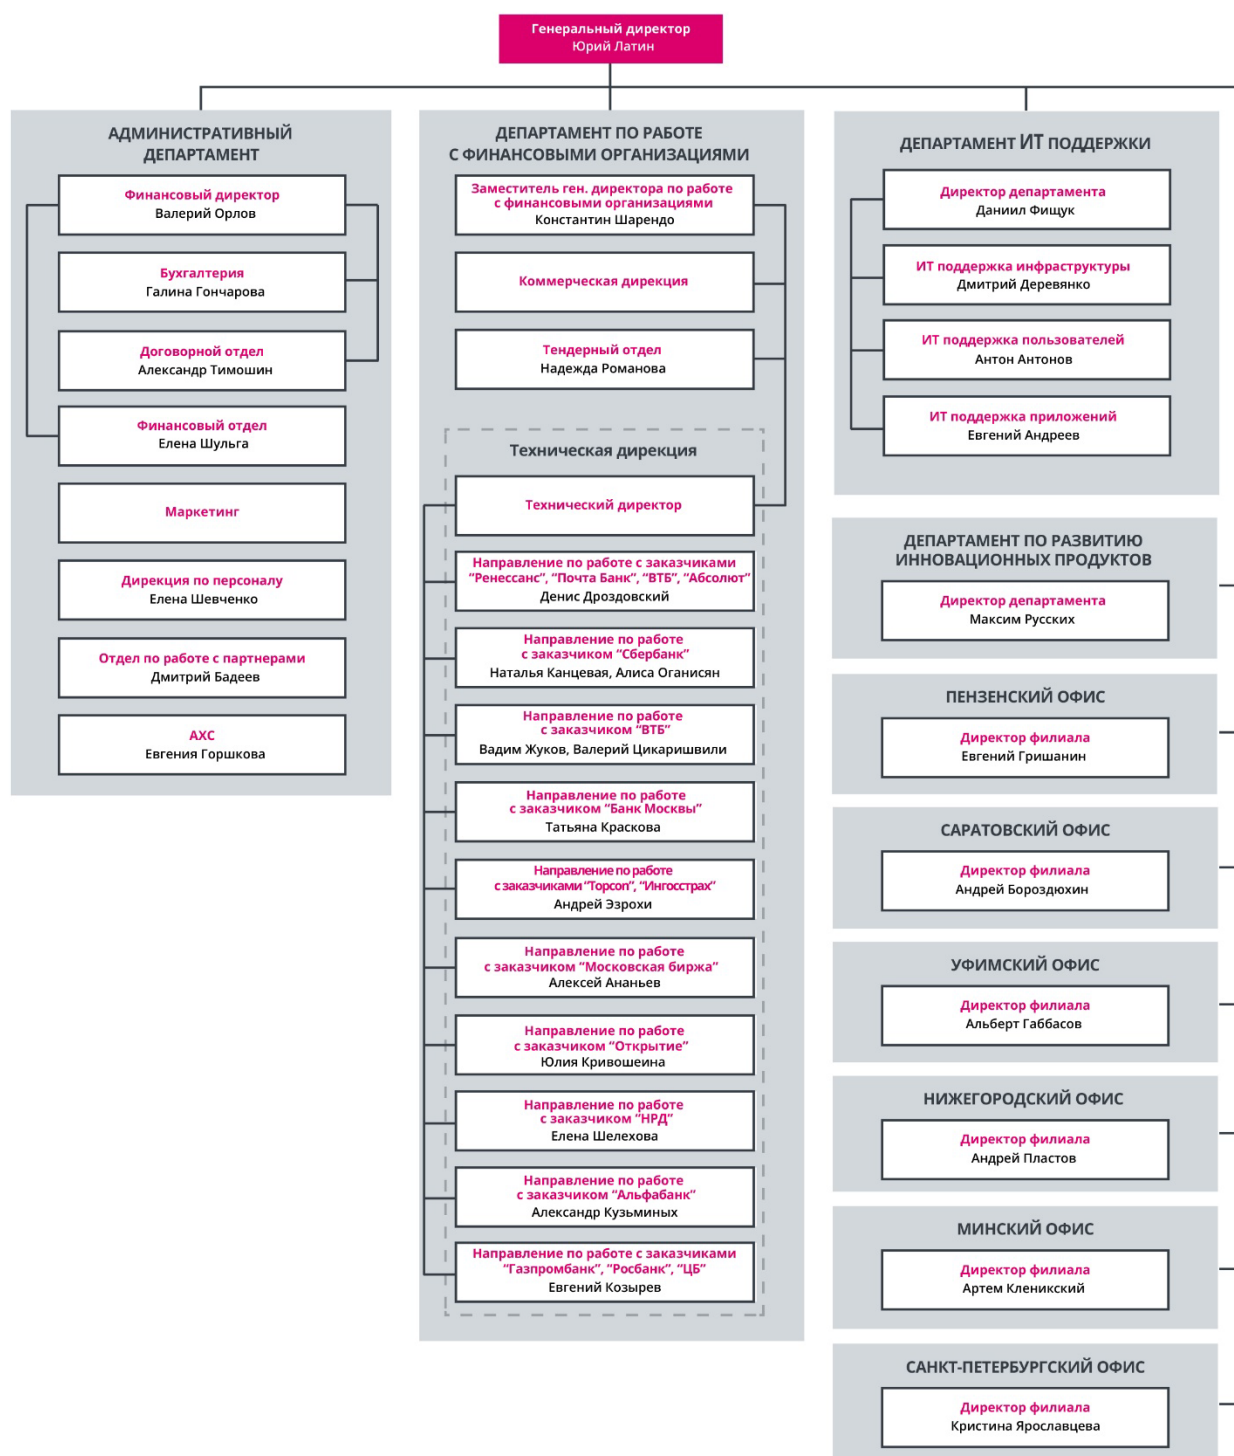 Генеральный директор
Юрий Латин
АДМИНИСТРАТИВНЫЙ
ДЕПАРТАМЕНТ
Финансовый директор
Валерий Орлов
Бухгалтерия
Галина Гончарова
Договорной отдел
Александр Тимошин
Финансовый отдел
Елена Шульга
Маркетинг
Дирекция по персоналу
Елена Шевченко
Отдел по работе с партнерами
Дмитрий Бадеев
АХС
Евгения Горшкова
ДЕПАРТАМЕНТ ПО РАБОТЕ
С ФИНАНСОВЫМИ ОРГАНИЗАЦИЯМИ
Заместитель ген. директора по работе
с финансовыми организациями
Константин Шарендо
Коммерческая дирекция
Тендерный отдел
Надежда Романова
Техническая дирекция
Технический директор
Направление по работе с заказчиками
“Ренессанс”, “Почта Банк”, “ВТБ”, “Абсолют”
Денис Дроздовский
Направление по работе
с заказчиком “Сбербанк”
Наталья Канцевая, Алиса Оганисян
Направление по работе
с заказчиком “ВТБ”
Вадим Жуков, Валерий Цикаришвили
Направление по работе
с заказчиком “Банк Москвы”
Татьяна Краскова
Направление по работе
с заказчиками “Торсоп”, “Ингосстрах”
Андрей Эзрохи
Направление по работе
с заказчиком “Московская биржа”
Алексей Ананьев
Направление по работе
с заказчиком “Открытие”
Юлия Кривошеина
Направление по работе
с заказчиком “НРД”
Елена Шелехова
Направление по работе
с заказчиком “Альфабанк”
Александр Кузьминых
Направление по работе с заказчиками
“Газпромбанк”, “Росбанк”, “ЦБ”
Евгений Козырев
ДЕПАРТАМЕНТ ИТ ПОДДЕРЖКИ
Директор департамента
Даниил Фищук
ИТ поддержка инфраструктуры
Дмитрий Деревянко
ИТ поддержка пользователей
Антон Антонов
ИТ поддержка приложений
Евгений Андреев
ДЕПАРТАМЕНТ ПО РАЗВИТИЮ
ИННОВАЦИОННЫХ ПРОДУКТОВ
Директор департамента
Максим Русских
ПЕНЗЕНСКИЙ ОФИС
Директор филиала
Евгений Гришанин
САРАТОВСКИЙ ОФИС
Директор филиала
Андрей Бороздюхин
УФИМСКИЙ ОФИС
Директор филиала
Альберт Габбасов
НИЖЕГОРОДСКИЙ ОФИС
Директор филиала
Андрей Пластов
МИНСКИЙ ОФИС
Директор филиала
Артем Кленикский
САНКТ-ПЕТЕРБУРГСКИЙ ОФИС
Директор филиала
Кристина Ярославцева